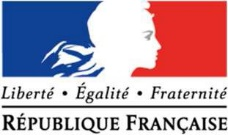 Liberté • Égalité • Fraternité
RÉPUBLIQUE FRANÇAISE